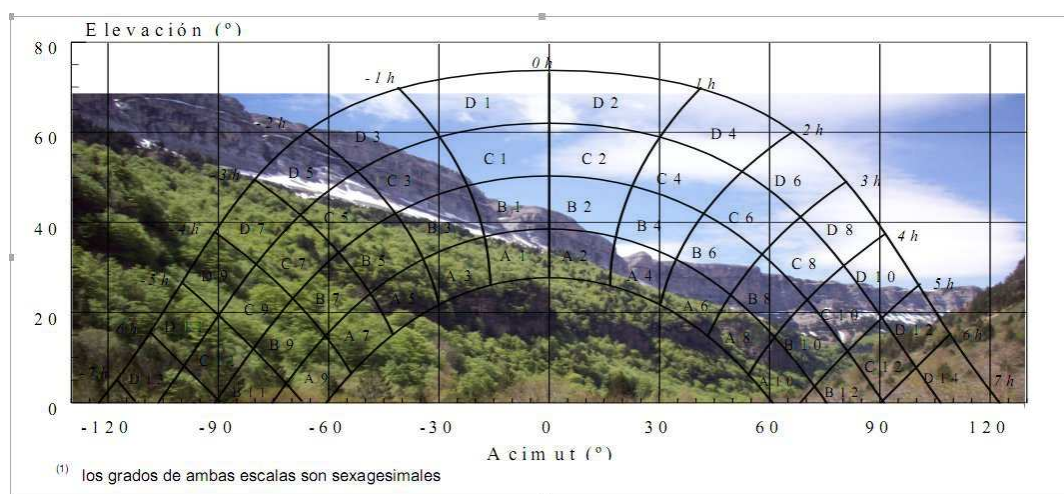 Elevación (º)
80
0 h
-1 h 1 h
D 1 D 2
-2 h D 3 D 4 2 h
60
C 1 C 2
-3 h D 5 C 3 C 4 D 6 3 h
B 1 B 2
-4 h D 7 C 5 B 3 B 4 C 6 D 8 4 h
40
A 1 A 2
C 7 B 5 B 6 C 8
-5 h D 9 A 3 A 4 D 10 5 h
B 7 A 5 A 6 B 8
20
C 9 C 10
6 h D 12 6 h
A 7 A 8
B 9 B 10
C 12
-7 h D 13 A 9 A 10 D 14 7 h
B 11 B 12
0
-120 -90 -60 -30 0 30 60 90 120
Acimut (º)
(1) los grados de ambas escalas son sexagesimales